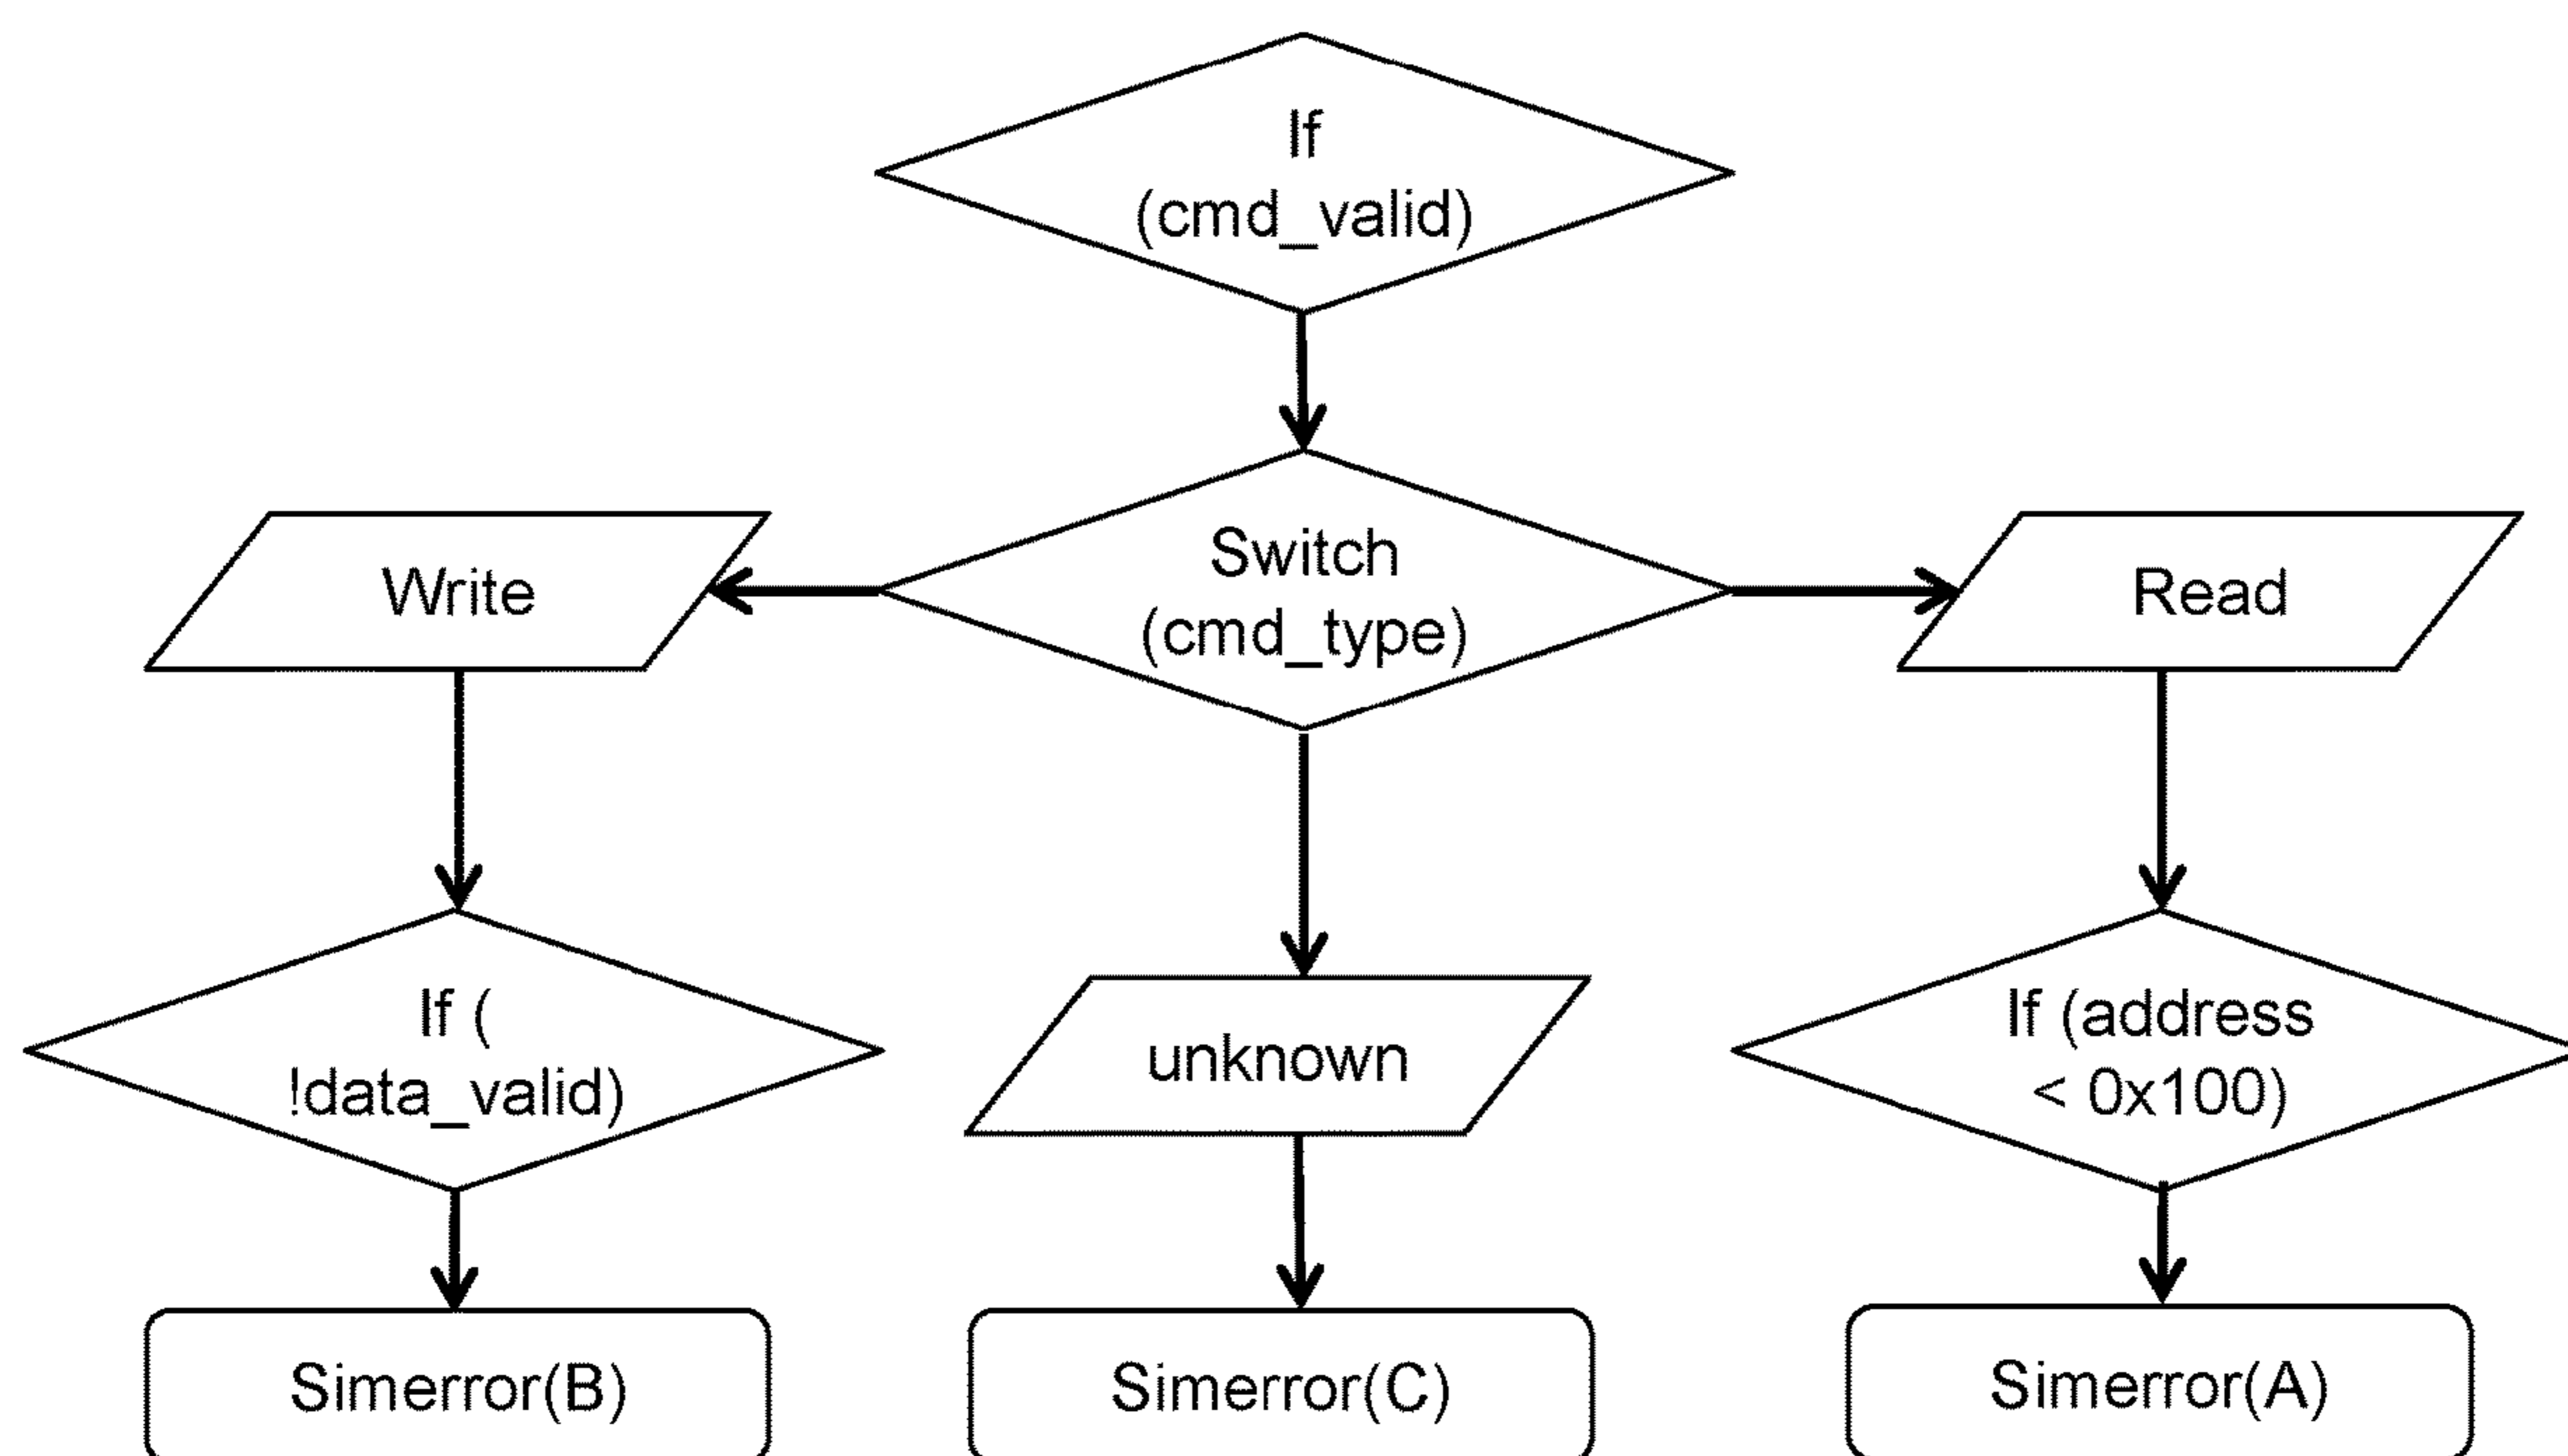 If
(cmd_valid)
Switch
(cmd_type)
Write
Read
If (
!data_valid)
unknown
If (address
< 0x100)
Simerror(B)
Simerror(C)
Simerror(A)